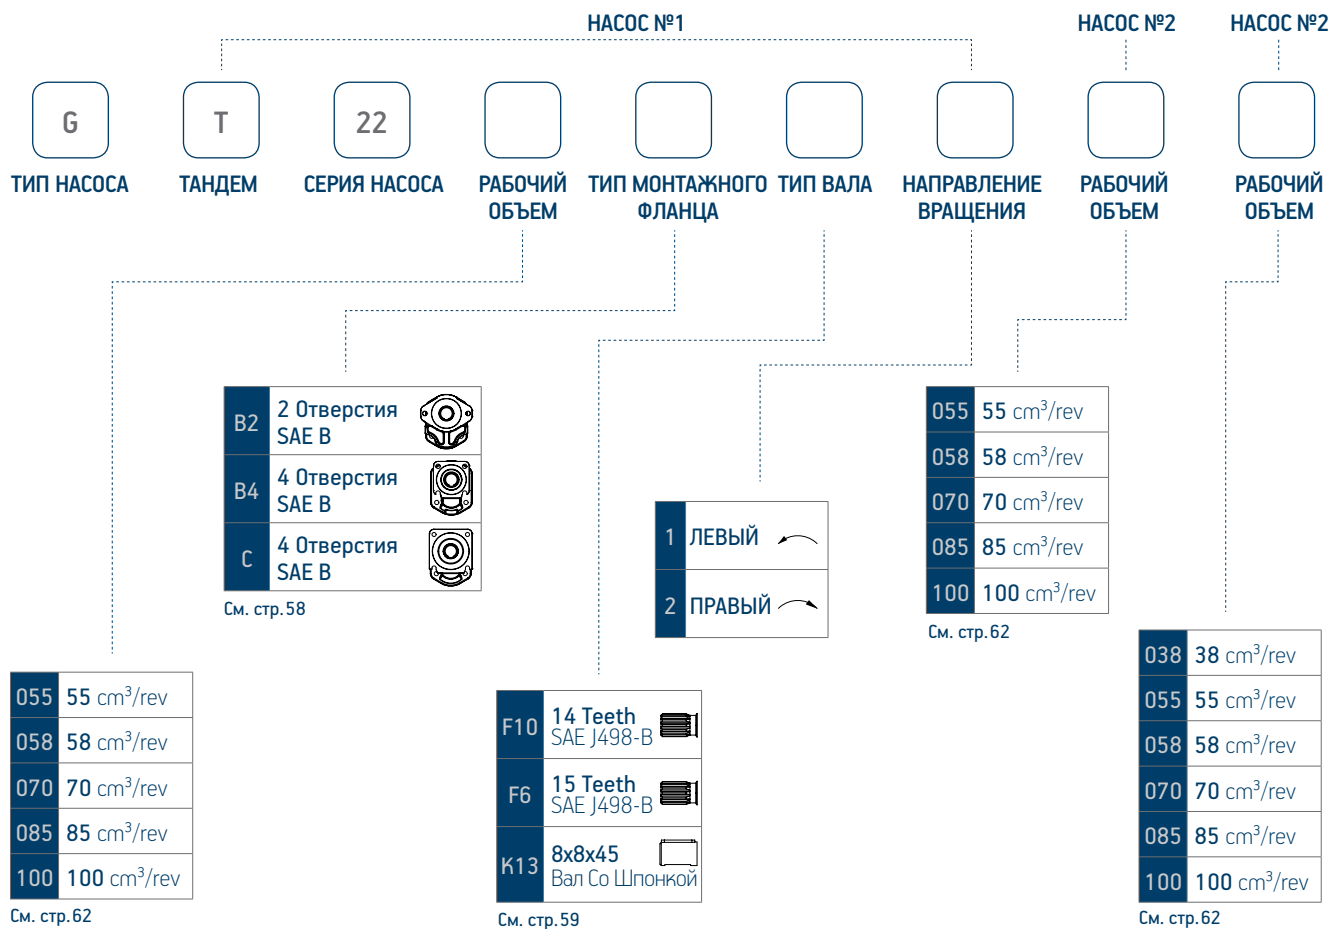 НАСОС №1
НАСОС №2
НАСОС №2
G
T
22
ТИП НАСОСА
ТАНДЕМ
СЕРИЯ НАСОСА
РАБОЧИЙ
ОБЪЕМ
ТИП МОНТАЖНОГО
ФЛАНЦА
ТИП ВАЛА
НАПРАВЛЕНИЕ
ВРАЩЕНИЯ
РАБОЧИЙ
ОБЪЕМ
РАБОЧИЙ
ОБЪЕМ
B2 2 Отверстия
SAE B
B4 4 Отверстия
SAE B
C 4 Отверстия
SAE B
См. стр.58
1 ЛЕВЫЙ
2 ПРАВЫЙ
055 55 cm³/rev
058 58 cm³/rev
070 70 cm³/rev
085 85 cm³/rev
100 100 cm³/rev
См. стр.62
055 55 cm³/rev
058 58 cm³/rev
070 70 cm³/rev
085 85 cm³/rev
100 100 cm³/rev
См. стр.62
F10 14 Teeth
SAE J498-B
F6 15 Teeth
SAE J498-B
K13 8x8x45
Вал Со Шпонкой
См. стр.59
038 38 cm³/rev
055 55 cm³/rev
058 58 cm³/rev
070 70 cm³/rev
085 85 cm³/rev
100 100 cm³/rev
См. стр.62